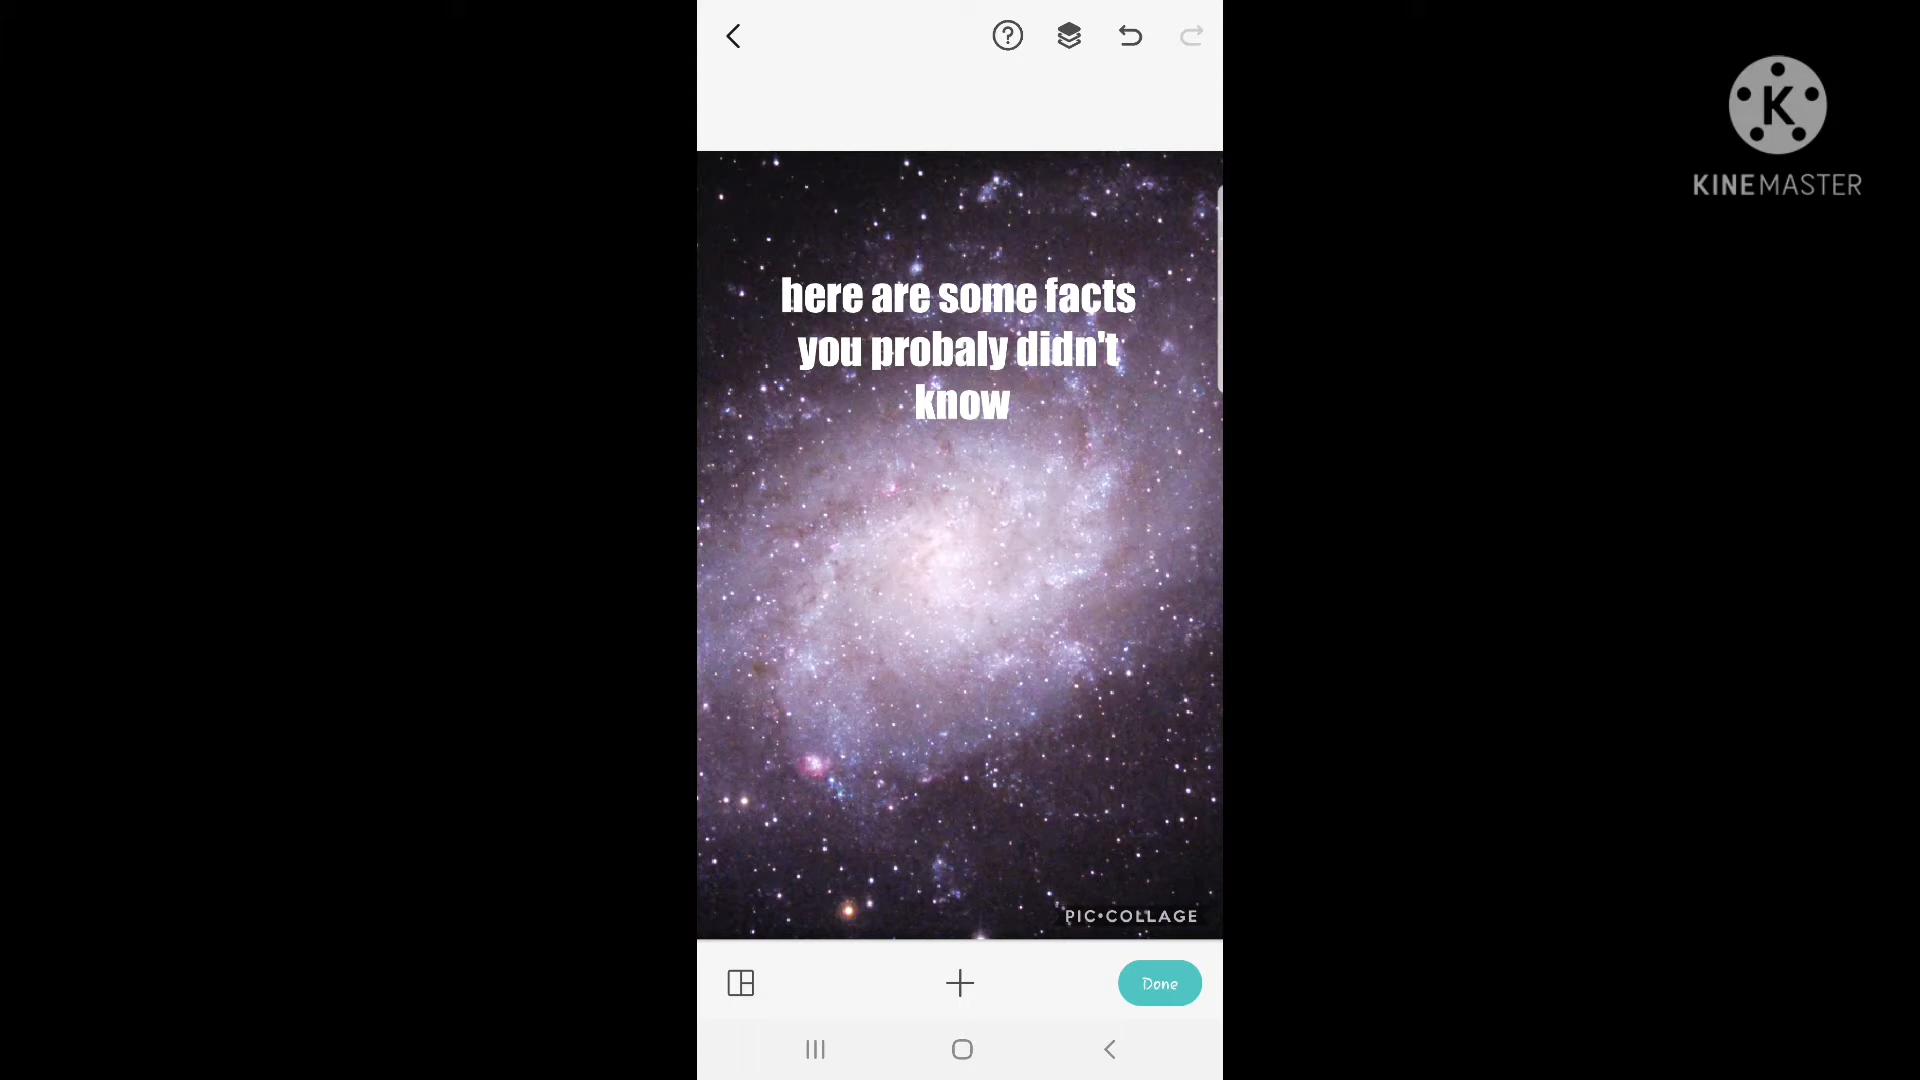 KINEMASTER
here are some facts
you probaly didn't
know
PIC•COLLAGE
Done